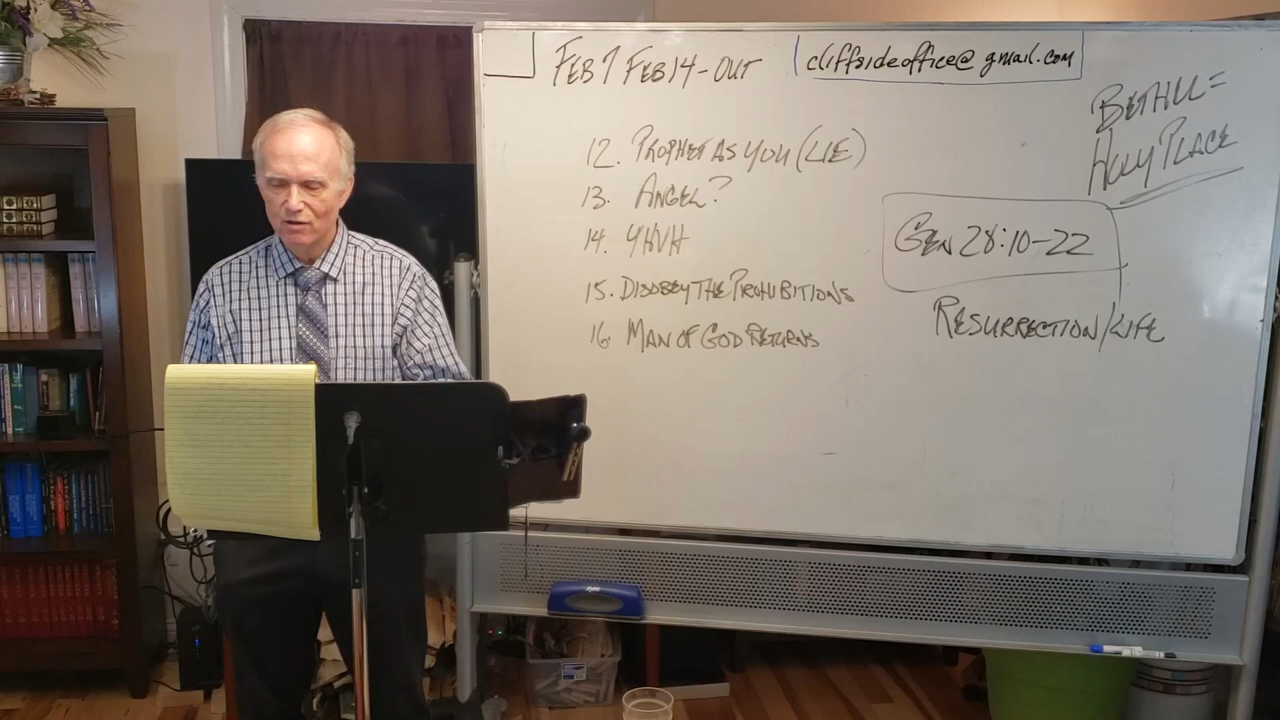 FEB 7 FEB 14-OUT
cliffsideoffice@gmail.com
BETHLL =
HOLY PLACE
12. PROPHET AS YOU (LIE)
13. ANGEL?
14. YHVH
15. DISOBEY THE PROHIBITIONS
16. MAN OF GOD RETURNS
GEN 28:10-22
RESURRECTION/LIFE